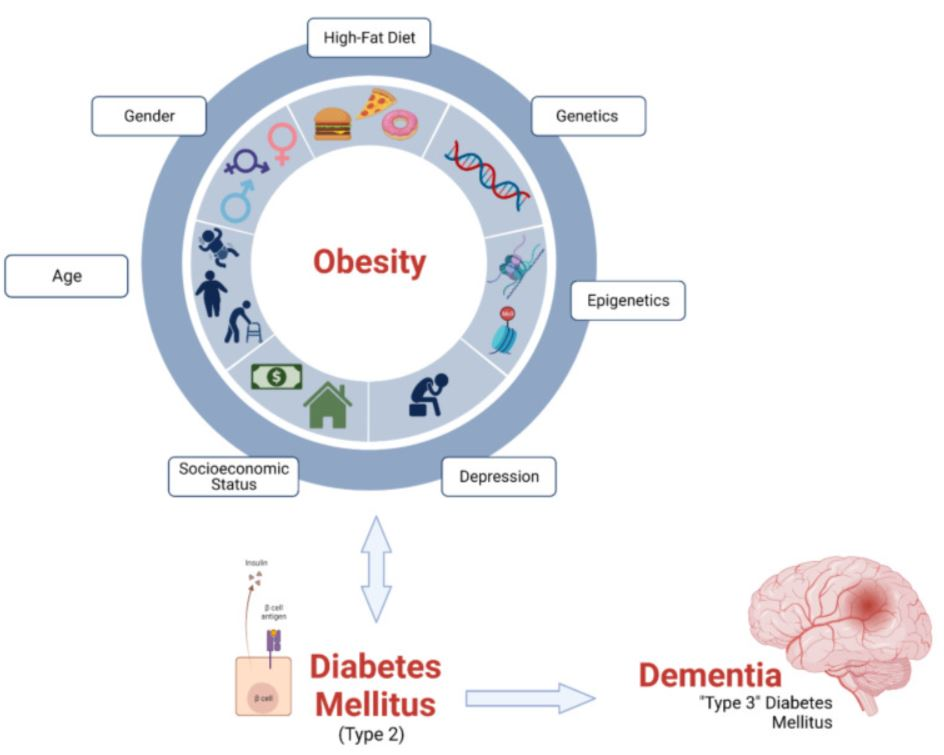 High-Fat Diet
Gender
Genetics
Obesity
Age
Epigenetics
Socioeconomic
Status
Depression
Insulin
β cell
antigen
β cell
Diabetes
Mellitus
(Type 2)
Dementia
"Type 3" Diabetes
Mellitus